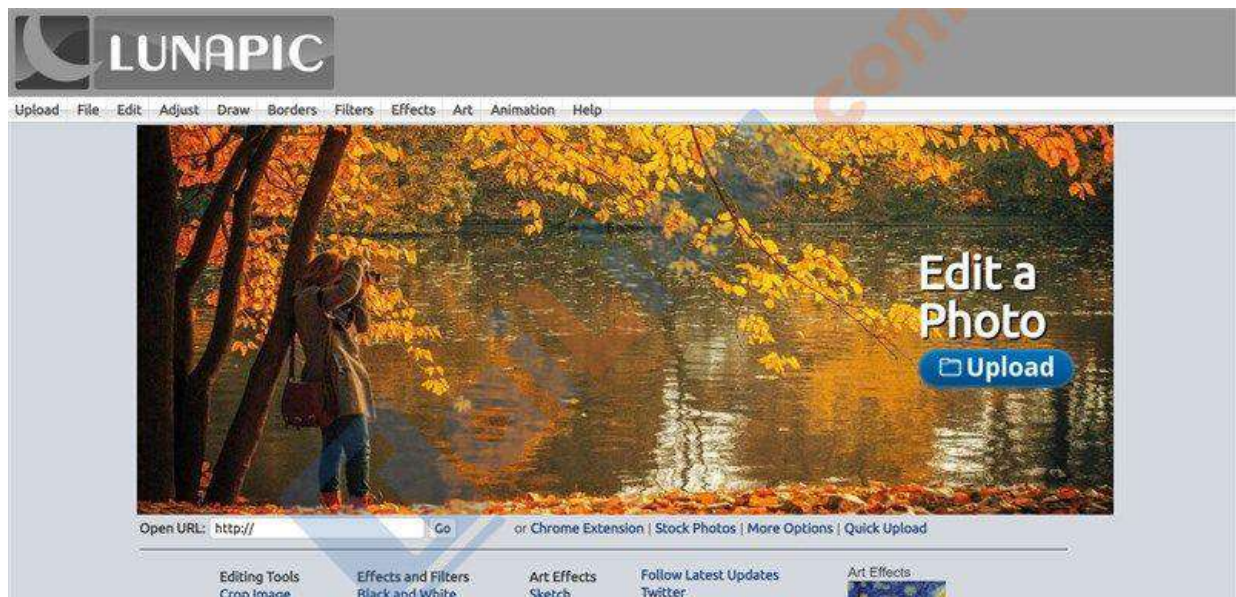 LUNAPIC
Upload File Edit Adjust Draw Borders Filters Effects Art Animation Help
Edit a
Photo
Upload
Open URL: http:// Go or Chrome Extension | Stock Photos | More Options | Quick Upload
Editing Tools Effects and Filters Art Effects Follow Latest Updates Art Effects
Crop Image Black and White Sketch Twitter